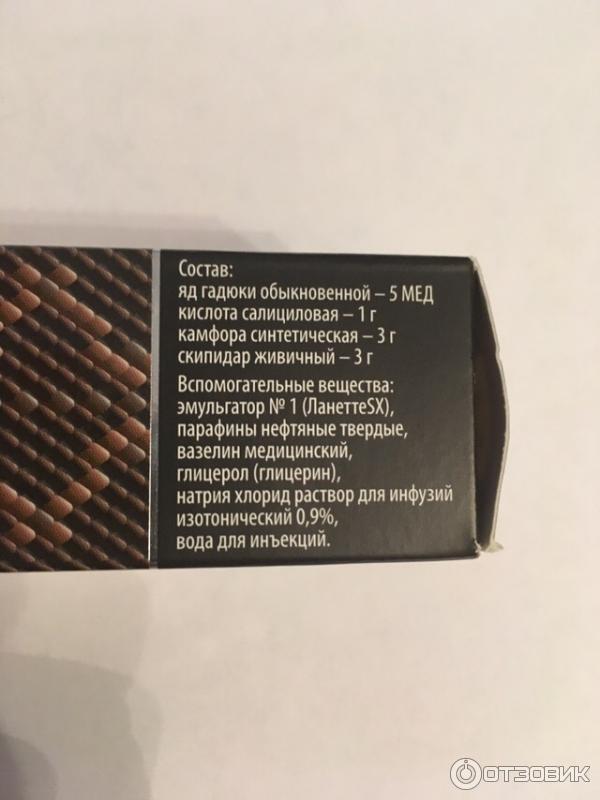 Состав:
яд гадюки обыкновенной – 5 МЕД
кислота салициловая – 1 г
камфора синтетическая – 3 г
скипидар живичный – 3 г
Вспомогательные вещества:
эмульгатор № 1 (ЛанеттеSX),
парафины нефтяные твердые,
вазелин медицинский,
глицерол (глицерин),
натрия хлорид раствор для инфузий
изотонический 0,9%,
вода для инъекций.
ОТЗОВИК